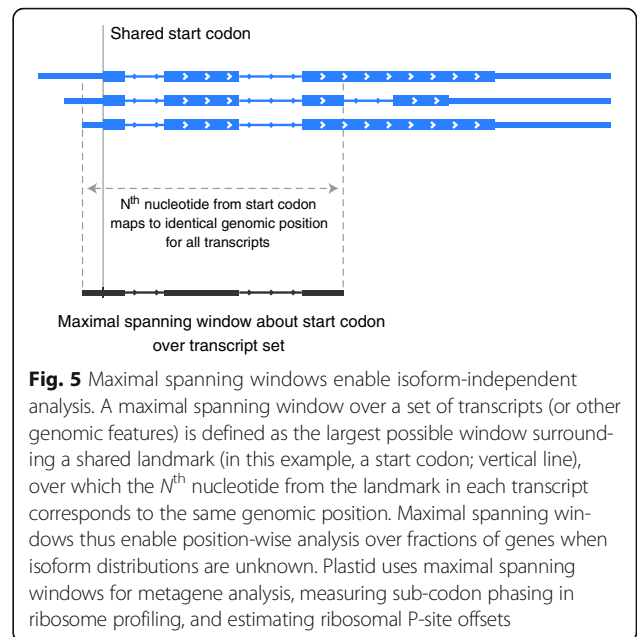 Shared start codon
Nth nucleotide from start codon
maps to identical genomic position
for all transcripts
Maximal spanning window about start codon
over transcript set
Fig. 5 Maximal spanning windows enable isoform-independent
analysis. A maximal spanning window over a set of transcripts (or other
genomic features) is defined as the largest possible window surround-
ing a shared landmark (in this example, a start codon; vertical line),
over which the Nth nucleotide from the landmark in each transcript
corresponds to the same genomic position. Maximal spanning win-
dows thus enable position-wise analysis over fractions of genes when
isoform distributions are unknown. Plastid uses maximal spanning
windows for metagene analysis, measuring sub-codon phasing in
ribosome profiling, and estimating ribosomal P-site offsets